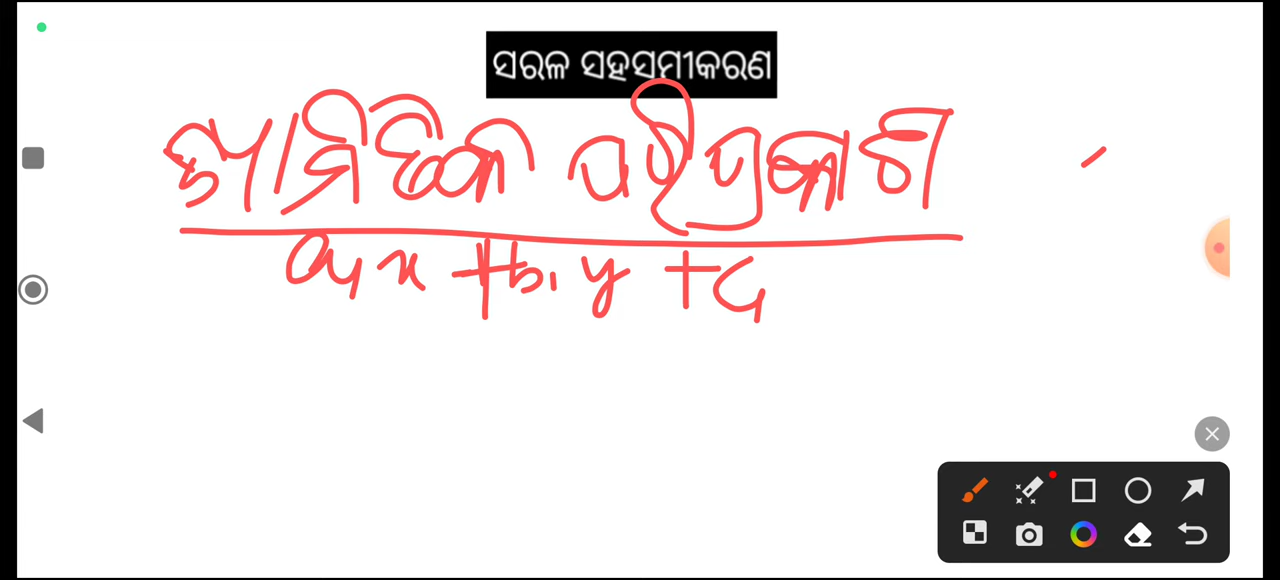 ସରଳ ସହସମୀକରଣ
ଜ୍ୟାମିତିକ ପରିପ୍ରକାଶ
a₁x + b₁y + c₁